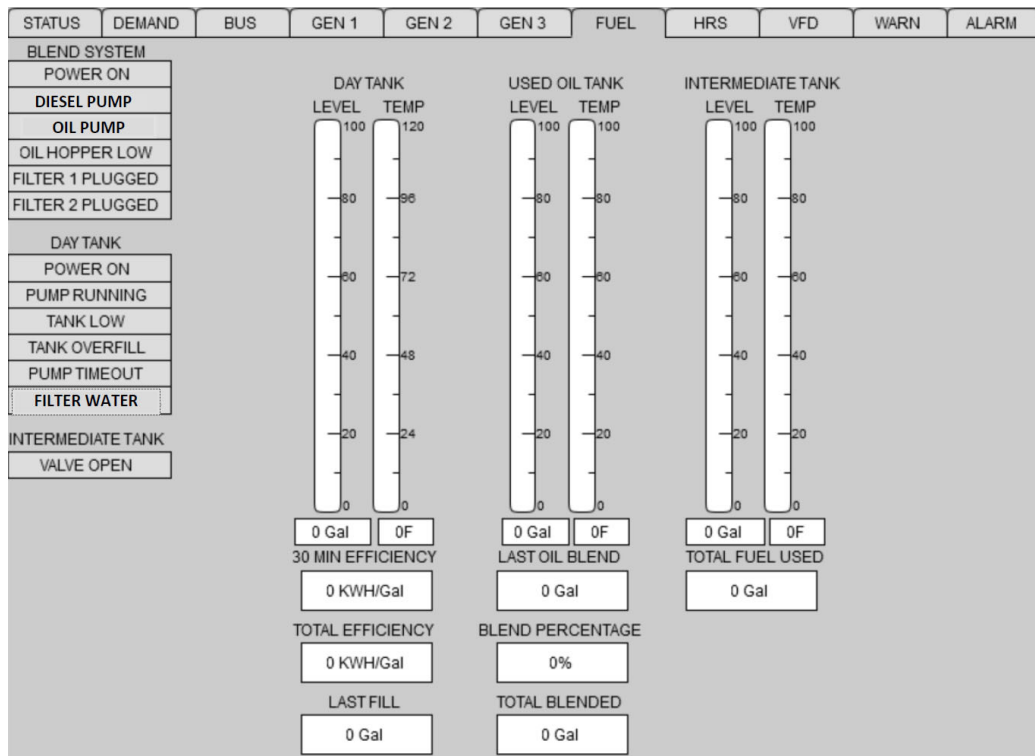 STATUS DEMAND BUS GEN 1 GEN 2 GEN 3 FUEL HRS VFD WARN ALARM
BLEND SYSTEM
POWER ON
DIESEL PUMP
OIL PUMP
OIL HOPPER LOW
FILTER 1 PLUGGED
FILTER 2 PLUGGED
DAY TANK
POWER ON
PUMP RUNNING
TANK LOW
TANK OVERFILL
PUMP TIMEOUT
FILTER WATER
INTERMEDIATE TANK
VALVE OPEN
DAY TANK
LEVEL TEMP
100 120
80 96
60 72
40 48
20 24
0 0
0 Gal 0F
30 MIN EFFICIENCY
0 KWH/Gal
TOTAL EFFICIENCY
0 KWH/Gal
LAST FILL
0 Gal
USED OIL TANK
LEVEL TEMP
100 100
80 80
60 60
40 40
20 20
0 0
0 Gal 0F
LAST OIL BLEND
0 Gal
BLEND PERCENTAGE
0%
TOTAL BLENDED
0 Gal
INTERMEDIATE TANK
LEVEL TEMP
100 100
80 80
60 60
40 40
20 20
0 0
0 Gal 0F
TOTAL FUEL USED
0 Gal